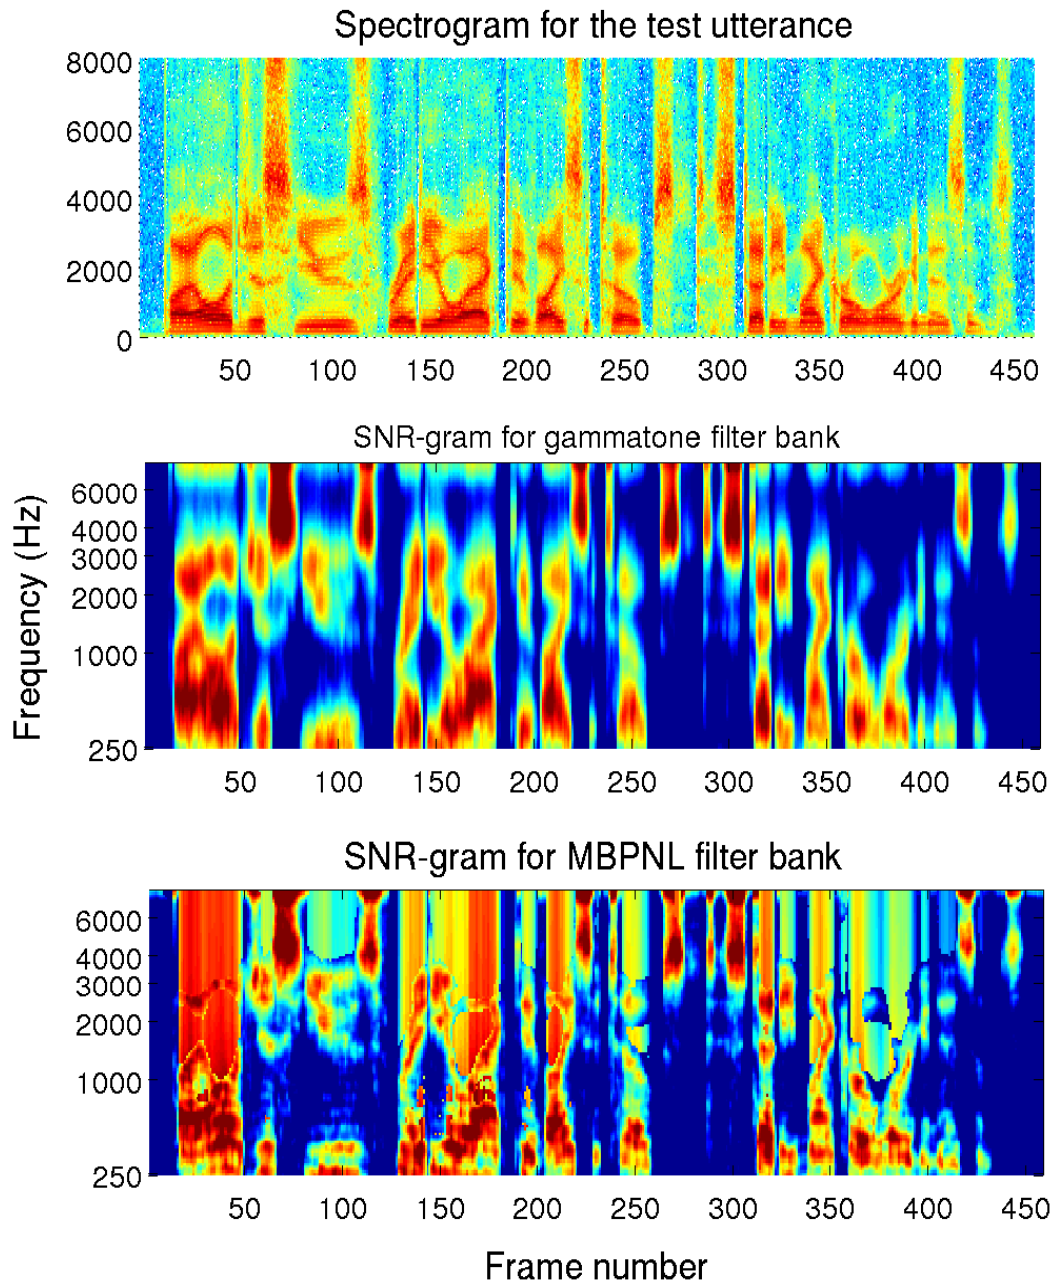 Spectrogram for the test utterance
8000
6000
4000
2000
0
50 100 150 200 250 300 350 400 450
SNR-gram for gammatone filter bank
Frequency (Hz)
6000
4000
3000
2000
1000
250
50 100 150 200 250 300 350 400 450
SNR-gram for MBPNL filter bank
6000
4000
3000
2000
1000
250
50 100 150 200 250 300 350 400 450
Frame number